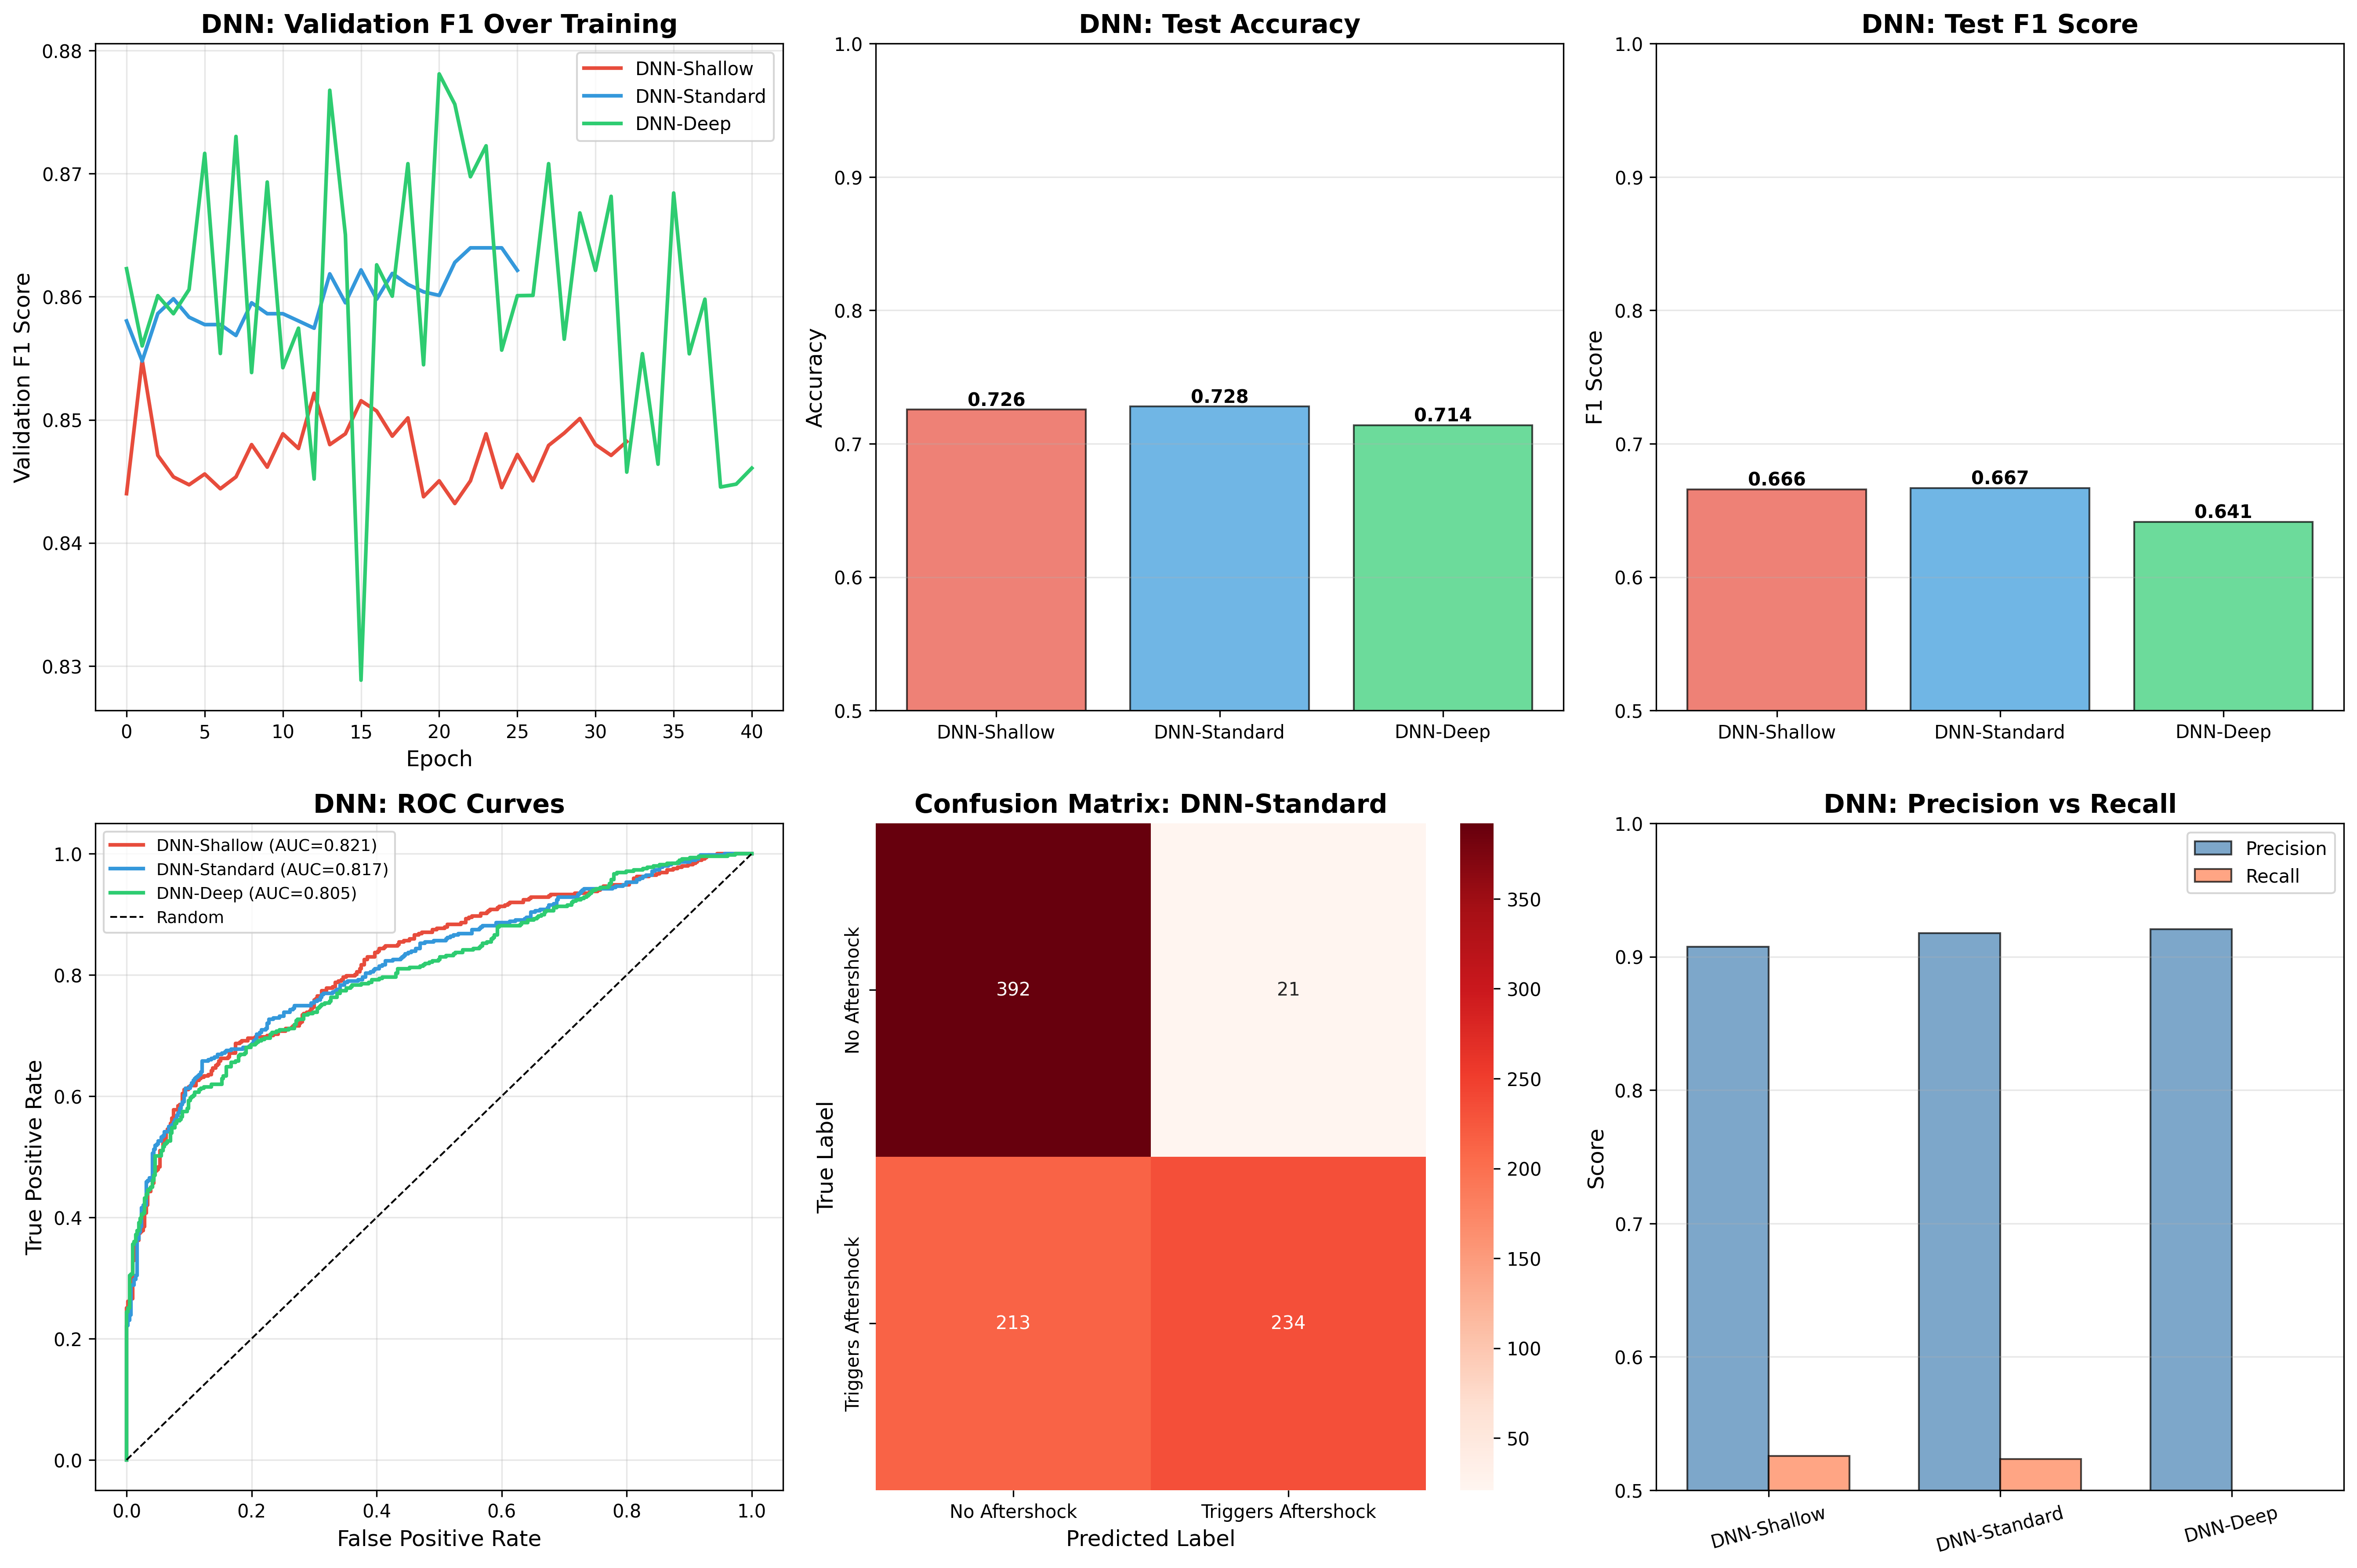 DNN: Validation F1 Over Training
0.88
0.87
0.86
0.85
0.84
0.83
Validation F1 Score
DNN-Shallow
DNN-Standard
DNN-Deep
0 5 10 15 20 25 30 35 40
Epoch
DNN: Test Accuracy
1.0
0.9
0.8
0.7
0.6
0.5
Accuracy
0.726 0.728 0.714
DNN-Shallow DNN-Standard DNN-Deep
DNN: Test F1 Score
1.0
0.9
0.8
0.7
0.6
0.5
F1 Score
0.666 0.667 0.641
DNN-Shallow DNN-Standard DNN-Deep
DNN: ROC Curves
1.0
0.8
0.6
0.4
0.2
0.0
True Positive Rate
DNN-Shallow (AUC=0.821)
DNN-Standard (AUC=0.817)
DNN-Deep (AUC=0.805)
Random
0.0 0.2 0.4 0.6 0.8 1.0
False Positive Rate
Confusion Matrix: DNN-Standard
True Label
No Aftershock
Triggers Aftershock
392 21
213 234
No Aftershock Triggers Aftershock
Predicted Label
350
300
250
200
150
100
50
DNN: Precision vs Recall
1.0
0.9
0.8
0.7
0.6
0.5
Score
Precision
Recall
DNN-Shallow DNN-Standard DNN-Deep